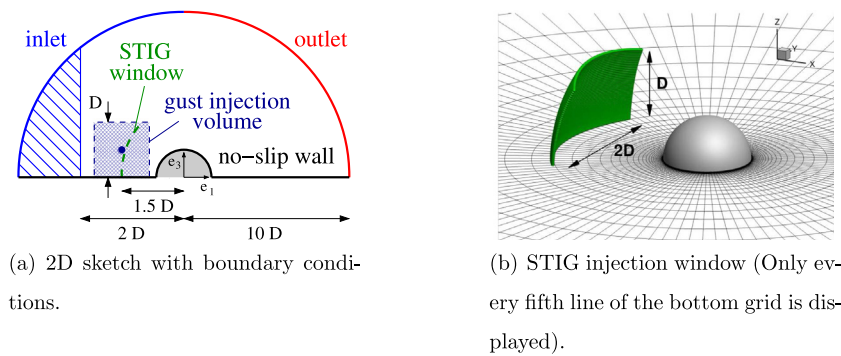 inlet
outlet
STIG
window
D
gust injection
volume
no-slip wall
e3
e1
1.5 D
2 D
10 D
(a) 2D sketch with boundary condi-
tions.
Z
Y
X
D
2D
(b) STIG injection window (Only ev-
ery fifth line of the bottom grid is dis-
played).